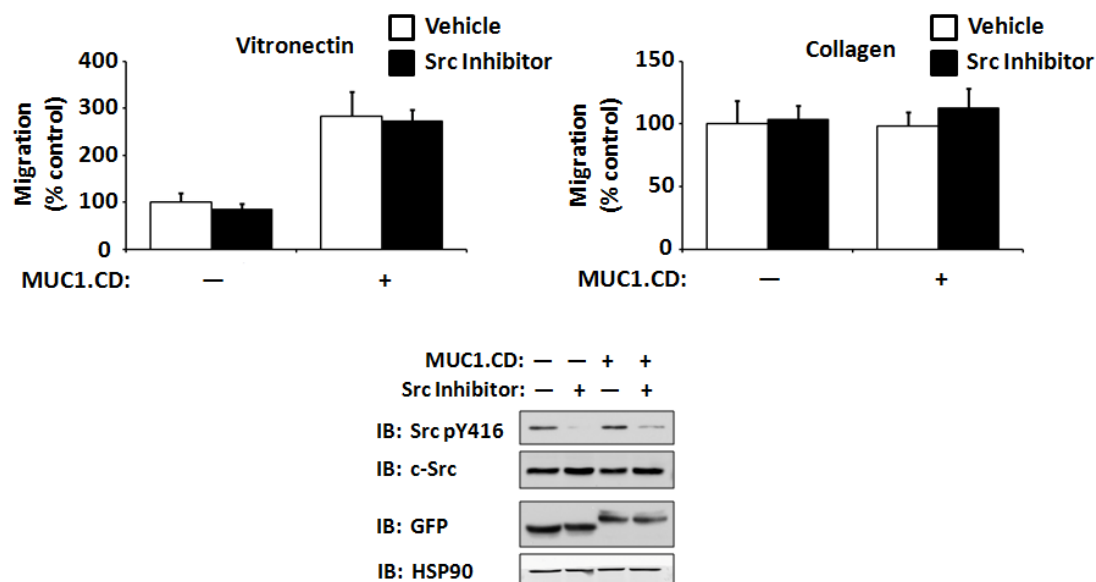 Vitronectin
Vehicle
Src Inhibitor
Migration
(% control)
400
300
200
100
0
MUC1.CD: — +
Collagen
Vehicle
Src Inhibitor
Migration
(% control)
150
100
50
0
MUC1.CD: — +
MUC1.CD: — — + +
Src Inhibitor: — + — +
IB: Src pY416
IB: c-Src
IB: GFP
IB: HSP90